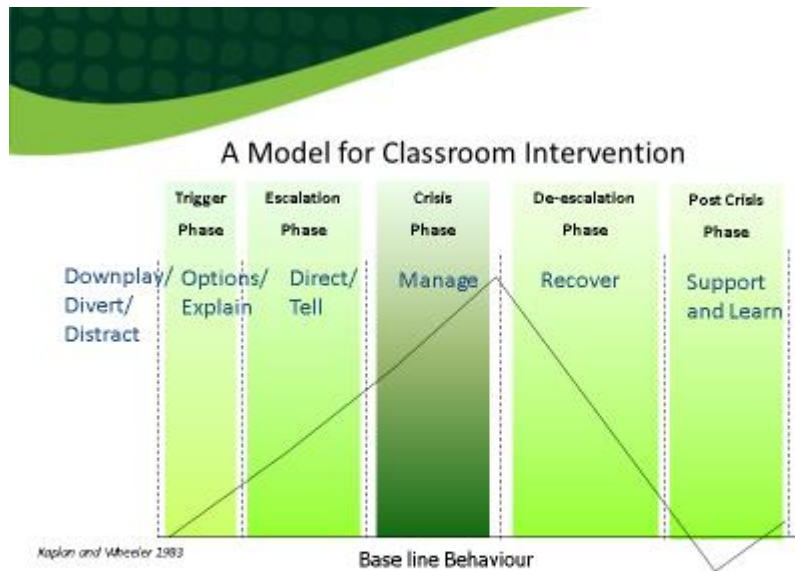 A Model for Classroom Intervention
Trigger
Phase
Escalation
Phase
Crisis
Phase
De-escalation
Phase
Post Crisis
Phase
Downplay/
Divert/
Distract
Options/
Explain
Direct/
Tell
Manage
Recover
Support
and Learn
Kaplan and Wheeler 1983
Base line Behaviour